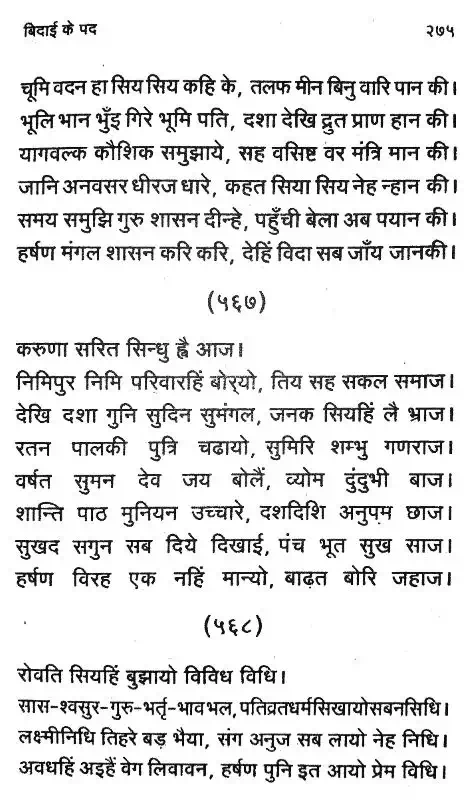 बिदाई के पद २७५
चूमि वदन हा सिय सिय कहि के, तलफ मीन बिनु वारि पान की।
भूलि भान भुँइ गिरे भूमि पति, दशा देखि द्रुत प्राण हान की।
यागवल्क कौशिक समुझाये, सह वसिष्ट वर मंत्रि मान की।
जानि अनवसर धीरज धारे, कहत सिया सिय नेह न्हान की।
समय समुझि गुरु शासन दीन्हे, पहुँची बेला अब पयान की।
हर्षण मंगल शासन करि करि, देहिं विदा सब जाँय जानकी।
(५६७)
करुणा सरित सिन्धु ह्वै आज।
निमिपुर निमि परिवारहिं बोर्‌यो, तिय सह सकल समाज।
देखि दशा गुनि सुदिन सुमंगल, जनक सियहिं लै भ्राज।
रतन पालकी पुत्रि चढायो, सुमिरि शम्भु गणराज।
वर्षत सुमन देव जय बोलैं, व्योम दुंदुभी बाज।
शान्ति पाठ मुनियन उच्चारे, दशदिशि अनुपम छाज।
सुखद सगुन सब दिये दिखाई, पंच भूत सुख साज।
हर्षण विरह एक नहिं मान्यो, बाढ़त बोरि जहाज।
(५६८)
रोवति सियहिं बुझायो विविध विधि।
सास-श्वसुर-गुरु-भर्तृ-भावभल, पतिव्रतधर्मसिखायोसबनसिधि।
लक्ष्मीनिधि तिहरे बड़ भैया, संग अनुज सब लायो नेह निधि।
अवधहिं अइहैं वेग लिवावन, हर्षण पुनि इत आयो प्रेम विधि।